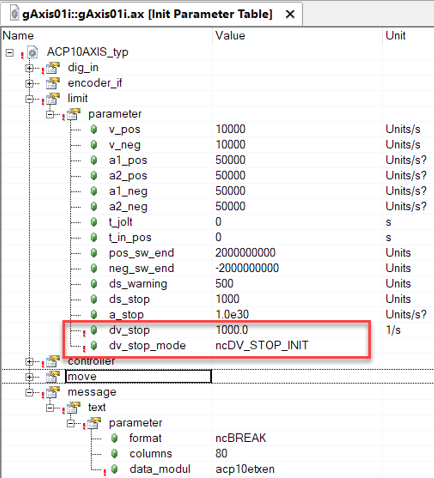 gAxis01i::gAxis01i.ax [Init Parameter Table]
Name Value Unit
ACP10AXIS_typ
dig_in
encoder_if
limit
parameter
v_pos 10000 Units/s
v_neg 10000 Units/s
a1_pos 50000 Units/s?
a2_pos 50000 Units/s?
a1_neg 50000 Units/s?
a2_neg 50000 Units/s?
t_jolt 0 s
t_in_pos 0 s
pos_sw_end 2000000000 Units
neg_sw_end -2000000000 Units
ds_warning 500 Units
ds_stop 1000 Units
a_stop 1.0e30 Units/s?
dv_stop 1000.0 1/s
dv_stop_mode ncDV_STOP_INIT
controller
move
message
text
parameter
format ncBREAK
columns 80
data_modul acp10etxen